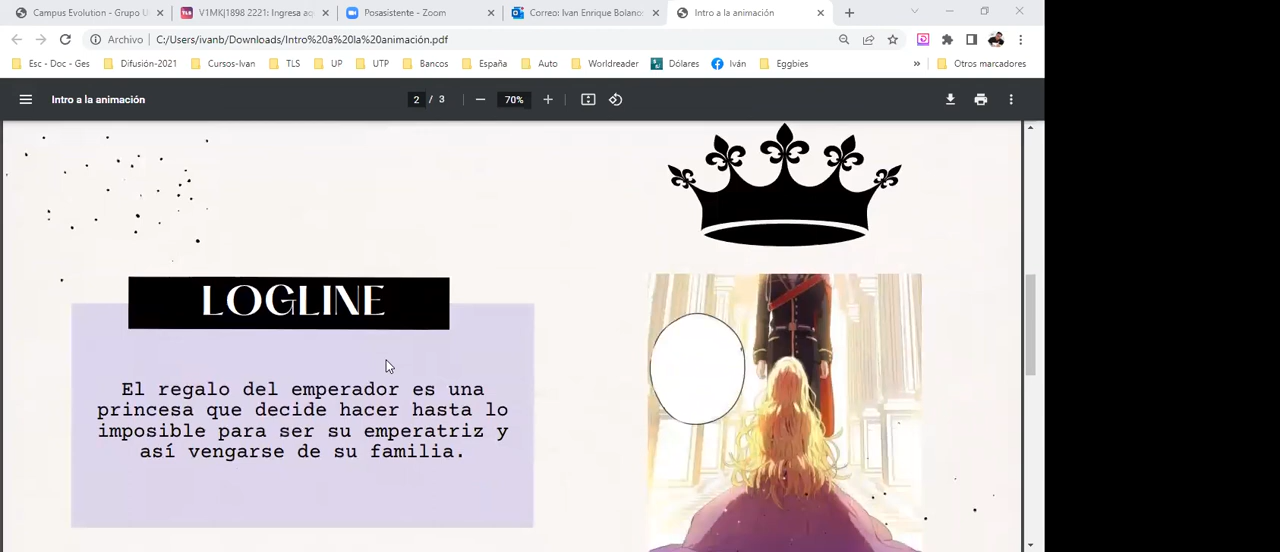 Campus Evolution - Grupo U
V1MK|1898 2221: Ingresa aq
Posasistente - Zoom
Correo: Ivan Enrique Bolano
Intro a la animación
Archivo
C:/Users/ivanb/Downloads/Intro%20a%20la%20animación.pdf
Esc - Doc - Ges
Difusión-2021
Cursos-Ivan
TLS
UP
UTP
Bancos
España
Auto
Worldreader
Dólares
Iván
Eggbies
»
Otros marcadores
Intro a la animación
2 / 3
70%
LOGLINE
El regalo del emperador es una
princesa que decide hacer hasta lo
imposible para ser su emperatriz y
así vengarse de su familia.